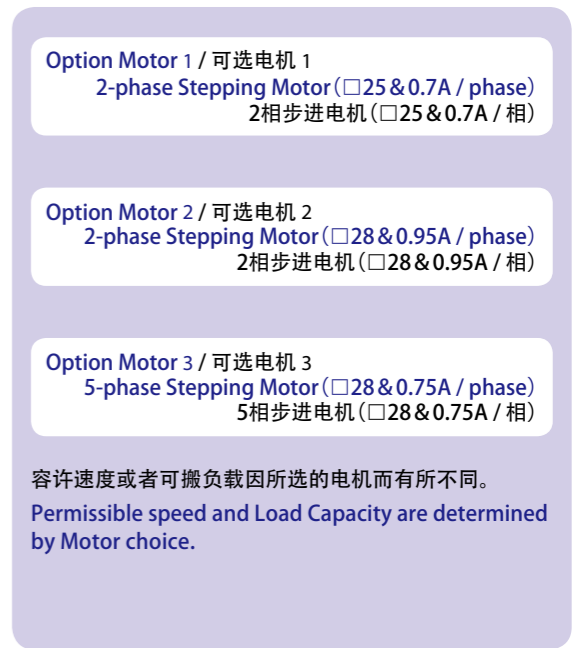 Option Motor 1 / 可选电机 1
2-phase Stepping Motor（□25＆0.7A / phase）
2相步进电机（□25＆0.7A / 相）
Option Motor 2 / 可选电机 2
2-phase Stepping Motor（□28＆0.95A / phase）
2相步进电机（□28＆0.95A / 相）
Option Motor 3 / 可选电机 3
5-phase Stepping Motor（□28＆0.75A / phase）
5相步进电机（□28＆0.75A / 相）
容许速度或者可搬负载因所选的电机而有所不同。
Permissible speed and Load Capacity are determined
by Motor choice.